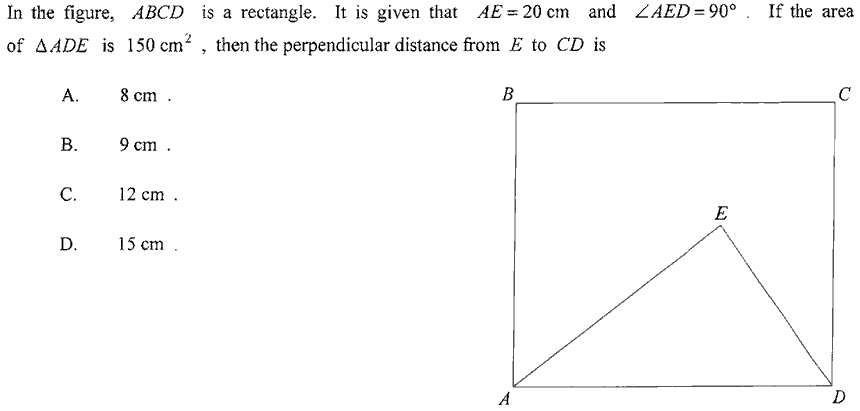 In the figure, ABCD is a rectangle. It is given that AE = 20 cm and ∠AED = 90° . If the area
of ΔADE is 150 cm² , then the perpendicular distance from E to CD is
A. 8 cm .
B. 9 cm .
C. 12 cm .
D. 15 cm .
B
C
E
A
D